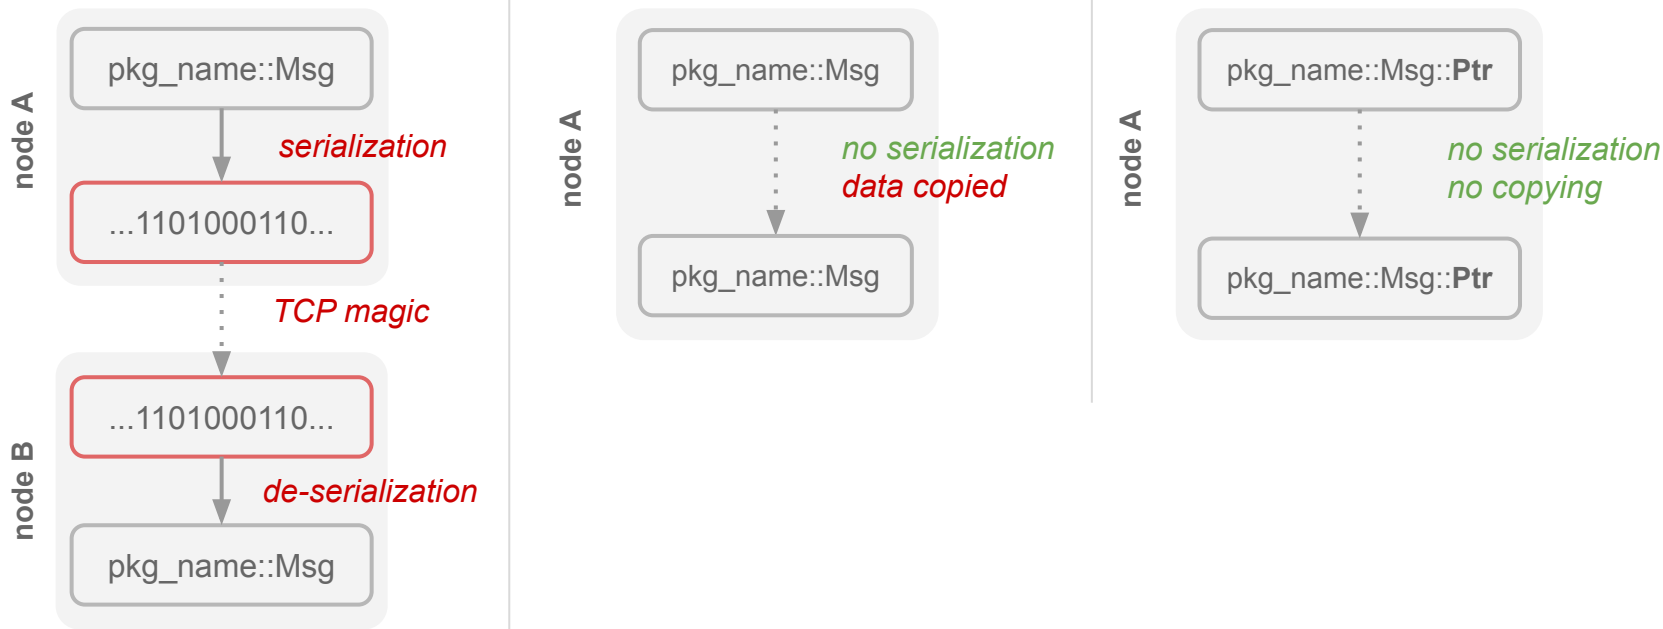 node A
pkg_name::Msg
serialization
...1101000110...
TCP magic
node B
...1101000110...
de-serialization
pkg_name::Msg
node A
pkg_name::Msg
no serialization
data copied
pkg_name::Msg
node A
pkg_name::Msg::Ptr
no serialization
no copying
pkg_name::Msg::Ptr